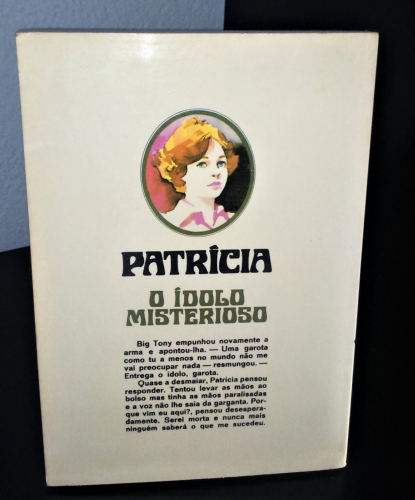 PATRÍCIA
O ÍDOLO
MISTERIOSO
Big Tony empunhou novamente a
arma e apontou-lha. — Uma garota
como tu a menos no mundo não me
vai preocupar nada — resmungou. —
Entrega o ídolo, garota.
Quase a desmaiar, Patrícia pensou
responder. Tentou levar as mãos ao
bolso mas tinha as mãos paralisadas
e a voz não lhe saía da garganta. Por-
que vim eu aqui?, pensou desespera-
damente. Serei morta e nunca mais
ninguém saberá o que me sucedeu.